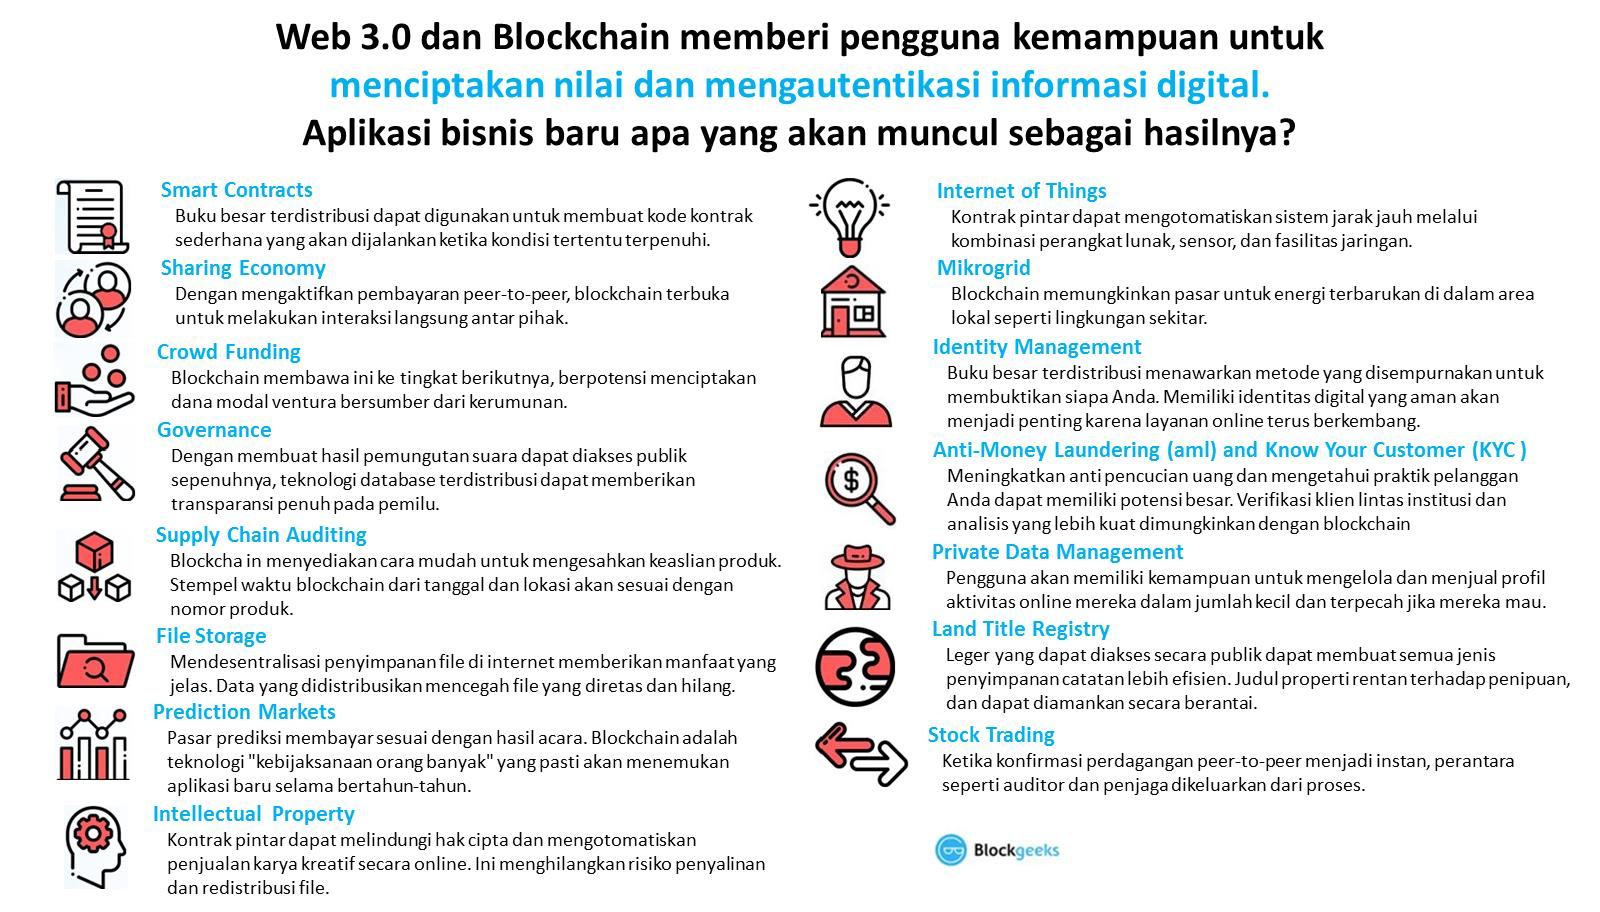 Web 3.0 dan Blockchain memberi pengguna kemampuan untuk
menciptakan nilai dan mengautentikasi informasi digital.
Aplikasi bisnis baru apa yang akan muncul sebagai hasilnya?
Smart Contracts
Buku besar terdistribusi dapat digunakan untuk membuat kode kontrak
sederhana yang akan dijalankan ketika kondisi tertentu terpenuhi.
Sharing Economy
Dengan mengaktifkan pembayaran peer-to-peer, blockchain terbuka
untuk melakukan interaksi langsung antar pihak.
Crowd Funding
Blockchain membawa ini ke tingkat berikutnya, berpotensi menciptakan
dana modal ventura bersumber dari kerumunan.
Governance
Dengan membuat hasil pemungutan suara dapat diakses publik
sepenuhnya, teknologi database terdistribusi dapat memberikan
transparansi penuh pada pemilu.
Supply Chain Auditing
Blockcha in menyediakan cara mudah untuk mengesahkan keaslian produk.
Stempel waktu blockchain dari tanggal dan lokasi akan sesuai dengan
nomor produk.
File Storage
Mendesentralisasi penyimpanan file di internet memberikan manfaat yang
jelas. Data yang didistribusikan mencegah file yang diretas dan hilang.
Prediction Markets
Pasar prediksi membayar sesuai dengan hasil acara. Blockchain adalah
teknologi "kebijaksanaan orang banyak" yang pasti akan menemukan
aplikasi baru selama bertahun-tahun.
Intellectual Property
Kontrak pintar dapat melindungi hak cipta dan mengotomatiskan
penjualan karya kreatif secara online. Ini menghilangkan risiko penyalinan
dan redistribusi file.
Internet of Things
Kontrak pintar dapat mengotomatiskan sistem jarak jauh melalui
kombinasi perangkat lunak, sensor, dan fasilitas jaringan.
Mikrogrid
Blockchain memungkinkan pasar untuk energi terbarukan di dalam area
lokal seperti lingkungan sekitar.
Identity Management
Buku besar terdistribusi menawarkan metode yang disempurnakan untuk
membuktikan siapa Anda. Memiliki identitas digital yang aman akan
menjadi penting karena layanan online terus berkembang.
Anti-Money Laundering (aml) and Know Your Customer (KYC )
Meningkatkan anti pencucian uang dan mengetahui praktik pelanggan
Anda dapat memiliki potensi besar. Verifikasi klien lintas institusi dan
analisis yang lebih kuat dimungkinkan dengan blockchain
Private Data Management
Pengguna akan memiliki kemampuan untuk mengelola dan menjual profil
aktivitas online mereka dalam jumlah kecil dan terpecah jika mereka mau.
Land Title Registry
Leger yang dapat diakses secara publik dapat membuat semua jenis
penyimpanan catatan lebih efisien. Judul properti rentan terhadap penipuan,
dan dapat diamankan secara berantai.
Stock Trading
Ketika konfirmasi perdagangan peer-to-peer menjadi instan, perantara
seperti auditor dan penjaga dikeluarkan dari proses.
Blockgeeks